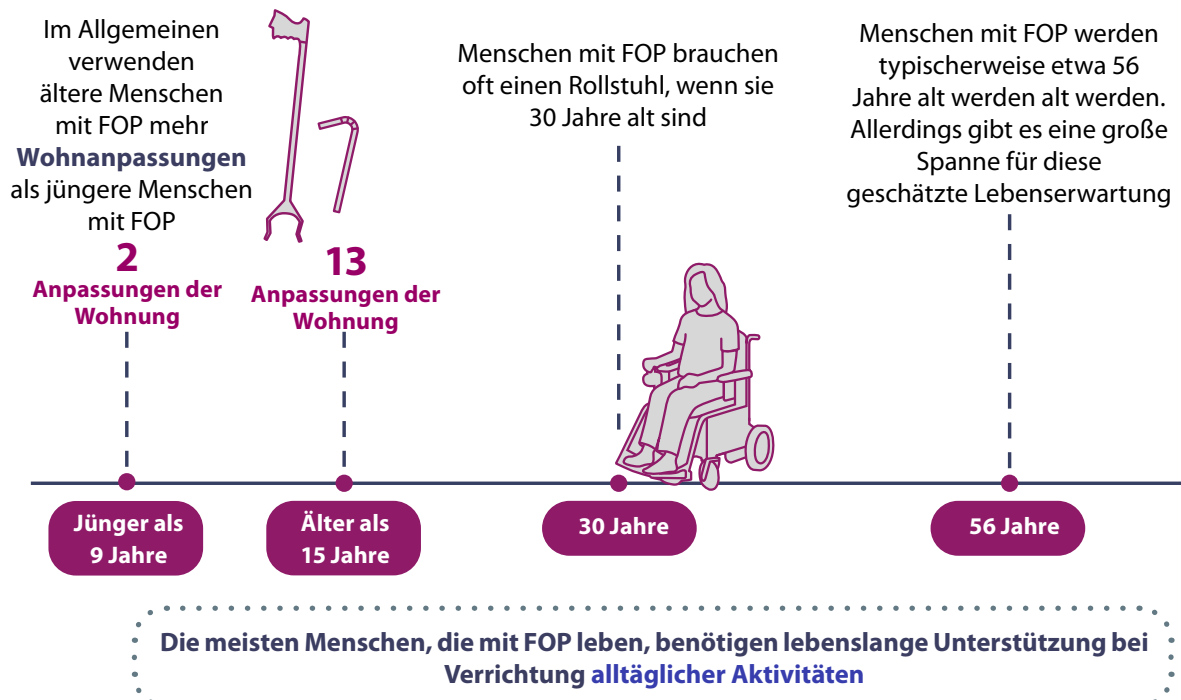 Im Allgemeinen
verwenden
ältere Menschen
mit FOP mehr
Wohnanpassungen
als jüngere Menschen
mit FOP
2
Anpassungen der
Wohnung
13
Anpassungen der
Wohnung
Menschen mit FOP brauchen
oft einen Rollstuhl, wenn sie
30 Jahre alt sind
Menschen mit FOP werden
typischerweise etwa 56
Jahre alt werden alt werden.
Allerdings gibt es eine große
Spanne für diese
geschätzte Lebenserwartung
Jünger als
9 Jahre
Älter als
15 Jahre
30 Jahre
56 Jahre
Die meisten Menschen, die mit FOP leben, benötigen lebenslange Unterstützung bei
Verrichtung alltäglicher Aktivitäten